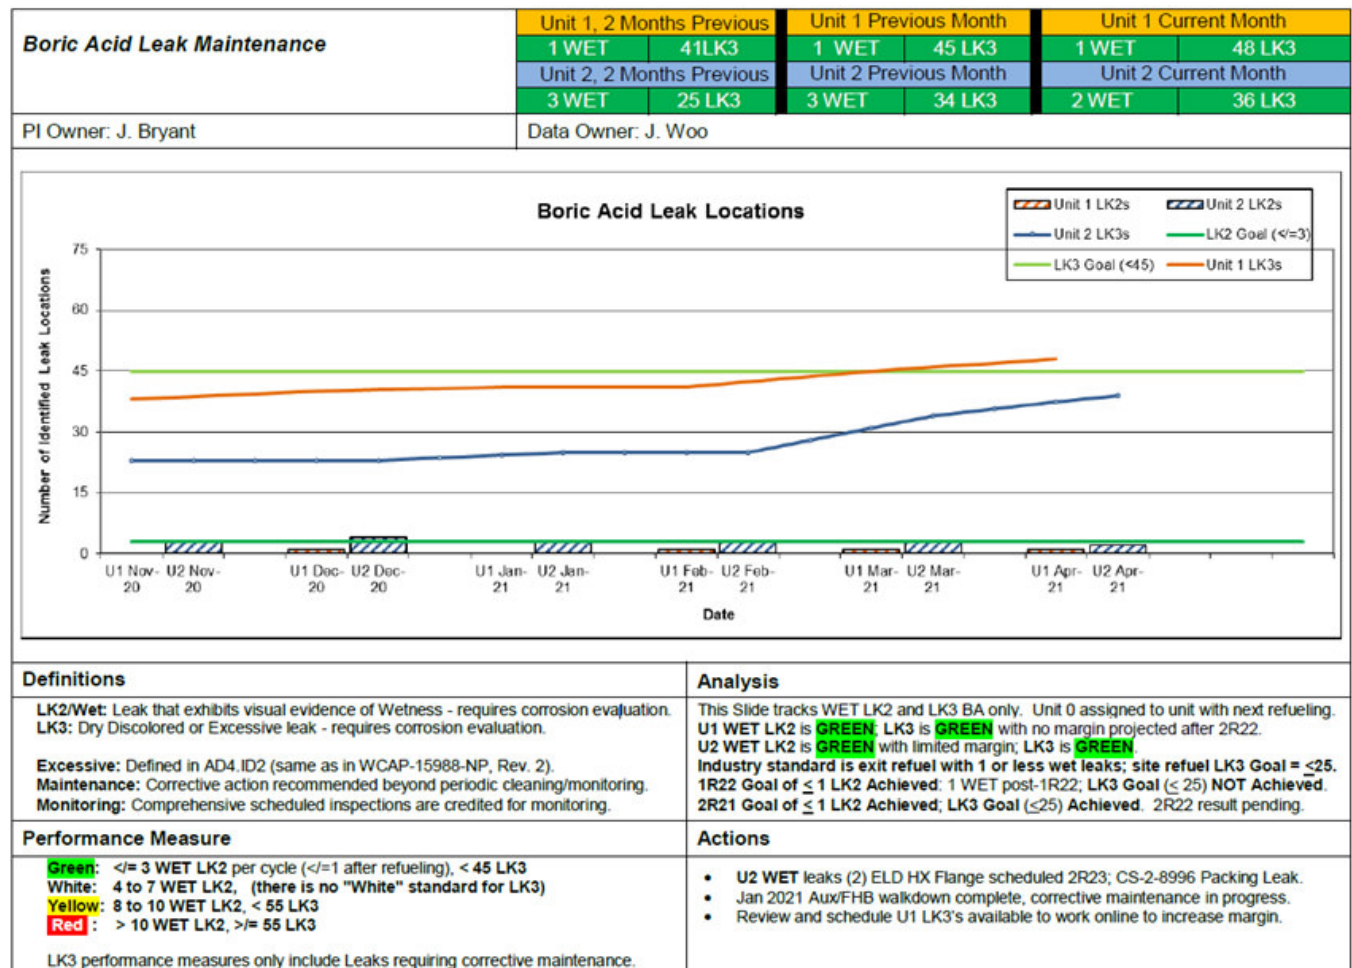 Boric Acid Leak Maintenance
Unit 1, 2 Months Previous
Unit 1 Previous Month
Unit 1 Current Month
1 WET
41LK3
1 WET
45 LK3
1 WET
48 LK3
Unit 2, 2 Months Previous
Unit 2 Previous Month
Unit 2 Current Month
3 WET
25 LK3
3 WET
34 LK3
2 WET
36 LK3
PI Owner: J. Bryant
Data Owner: J. Woo
Boric Acid Leak Locations
Unit 1 LK2s
Unit 2 LK2s
Unit 2 LK3s
LK2 Goal (</=3)
LK3 Goal (<45)
Unit 1 LK3s
Number of Identified Leak Locations
75
60
45
30
15
0
U1 Nov-
20
U2 Nov-
20
U1 Dec-
20
U2 Dec-
20
U1 Jan-
21
U2 Jan-
21
U1 Feb-
21
U2 Feb-
21
U1 Mar-
21
U2 Mar-
21
U1 Apr-
21
U2 Apr-
21
Date
Definitions
LK2/Wet: Leak that exhibits visual evidence of Wetness - requires corrosion evaluation.
LK3: Dry Discolored or Excessive leak - requires corrosion evaluation.
Excessive: Defined in AD4.ID2 (same as in WCAP-15988-NP, Rev. 2).
Maintenance: Corrective action recommended beyond periodic cleaning/monitoring.
Monitoring: Comprehensive scheduled inspections are credited for monitoring.
Analysis
This Slide tracks WET LK2 and LK3 BA only. Unit 0 assigned to unit with next refueling.
U1 WET LK2 is GREEN; LK3 is GREEN with no margin projected after 2R22.
U2 WET LK2 is GREEN with limited margin; LK3 is GREEN.
Industry standard is exit refuel with 1 or less wet leaks; site refuel LK3 Goal = ≤25.
1R22 Goal of ≤ 1 LK2 Achieved: 1 WET post-1R22; LK3 Goal (≤ 25) NOT Achieved.
2R21 Goal of ≤ 1 LK2 Achieved; LK3 Goal (≤25) Achieved. 2R22 result pending.
Performance Measure
Green: </= 3 WET LK2 per cycle (</=1 after refueling), < 45 LK3
White: 4 to 7 WET LK2, (there is no "White" standard for LK3)
Yellow: 8 to 10 WET LK2, < 55 LK3
Red : > 10 WET LK2, >/= 55 LK3
LK3 performance measures only include Leaks requiring corrective maintenance.
Actions
• U2 WET leaks (2) ELD HX Flange scheduled 2R23; CS-2-8996 Packing Leak.
• Jan 2021 Aux/FHB walkdown complete, corrective maintenance in progress.
• Review and schedule U1 LK3's available to work online to increase margin.